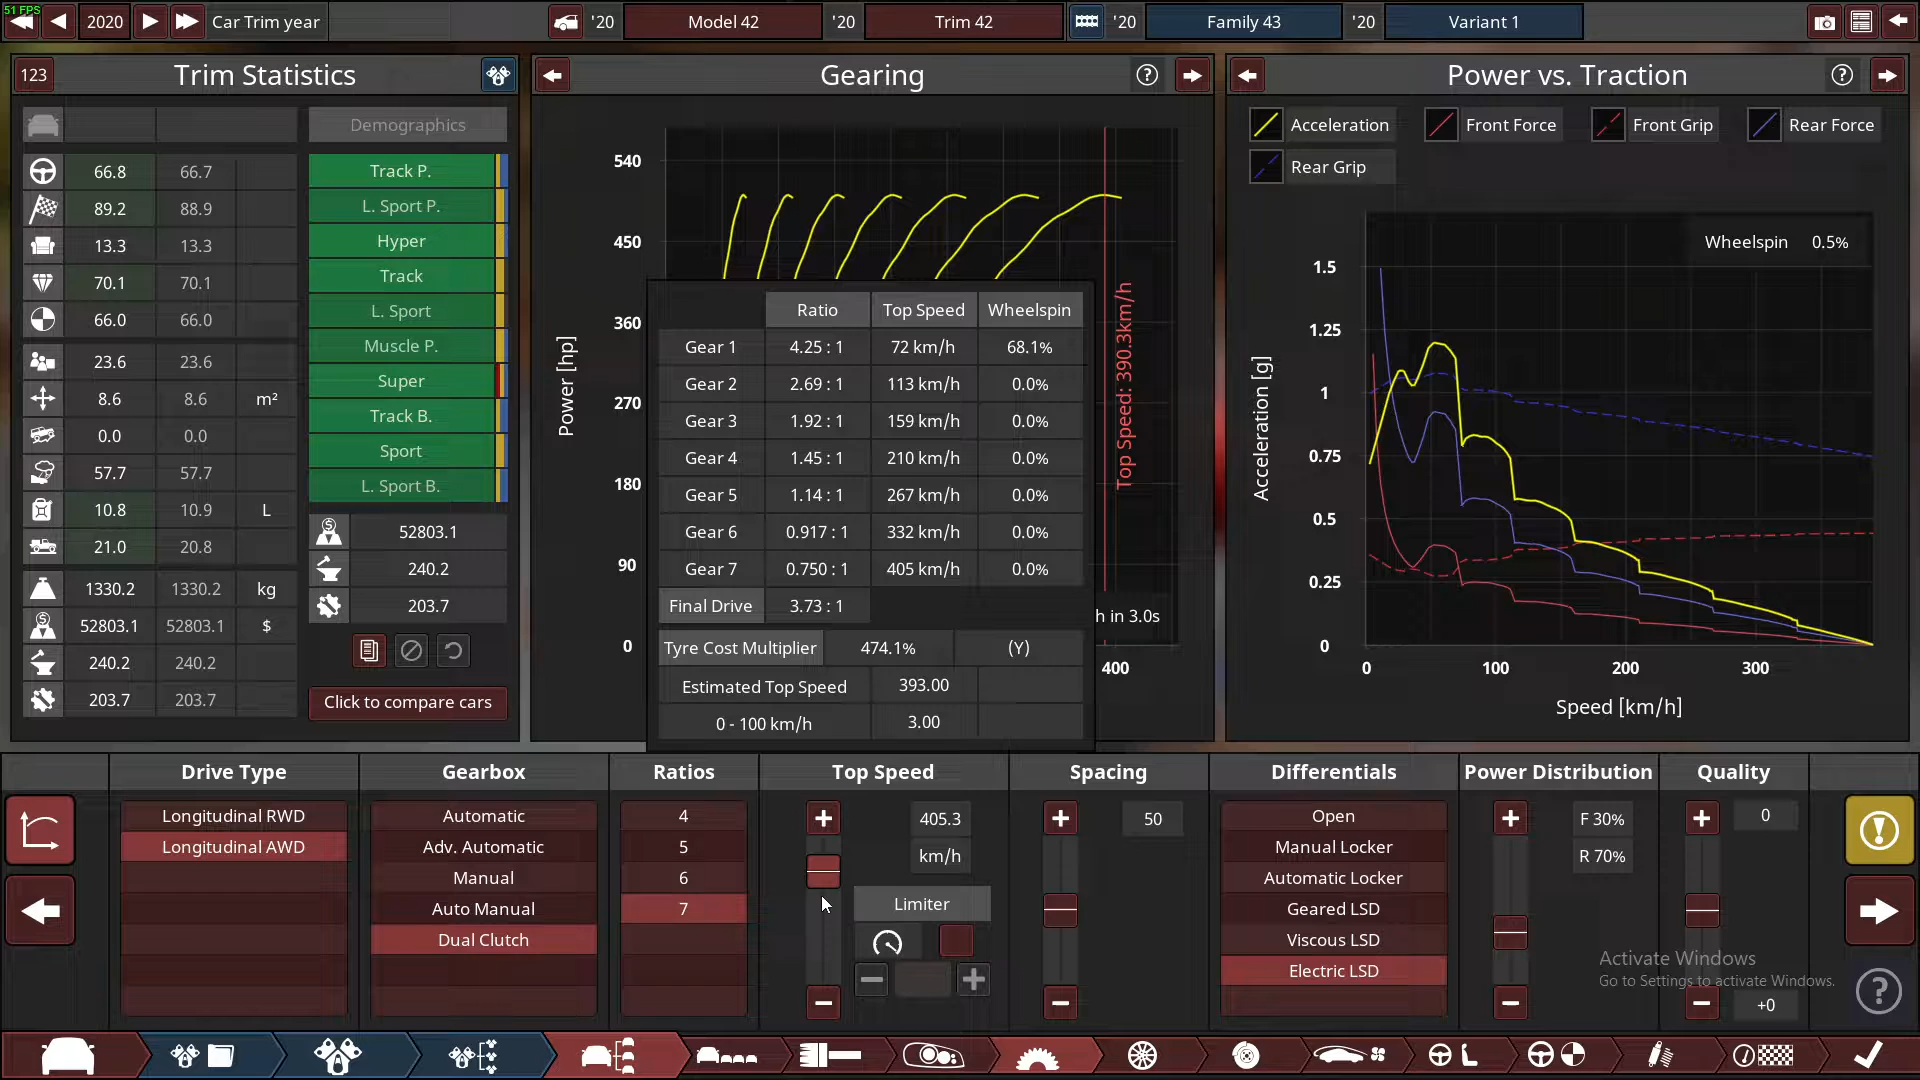 51 FPS
2020
Car Trim year
'20
Model 42
'20
Trim 42
'20
Family 43
'20
Variant 1
123
Trim Statistics
66.8 66.7
89.2 88.9
13.3 13.3
70.1 70.1
66.0 66.0
23.6 23.6
8.6 8.6 m²
0.0 0.0
57.7 57.7
10.8 10.9 L
21.0 20.8
1330.2 1330.2 kg
52803.1 52803.1 $
240.2 240.2
203.7 203.7
Demographics
Track P.
L. Sport P.
Hyper
Track
L. Sport
Muscle P.
Super
Track B.
Sport
L. Sport B.
52803.1
240.2
203.7
Click to compare cars
Gearing
?
Power [hp]
540
450
360
270
180
90
0
400
Top Speed: 390.3km/h
h in 3.0s
Ratio Top Speed Wheelspin
Gear 1 4.25 : 1 72 km/h 68.1%
Gear 2 2.69 : 1 113 km/h 0.0%
Gear 3 1.92 : 1 159 km/h 0.0%
Gear 4 1.45 : 1 210 km/h 0.0%
Gear 5 1.14 : 1 267 km/h 0.0%
Gear 6 0.917 : 1 332 km/h 0.0%
Gear 7 0.750 : 1 405 km/h 0.0%
Final Drive 3.73 : 1
Tyre Cost Multiplier 474.1% (Y)
Estimated Top Speed 393.00
0 - 100 km/h 3.00
Power vs. Traction
?
Acceleration
Front Force
Front Grip
Rear Force
Rear Grip
Wheelspin 0.5%
Acceleration [g]
1.5
1.25
1
0.75
0.5
0.25
0
0 100 200 300
Speed [km/h]
Drive Type
Longitudinal RWD
Longitudinal AWD
Gearbox
Automatic
Adv. Automatic
Manual
Auto Manual
Dual Clutch
Ratios
4
5
6
7
Top Speed
405.3
km/h
Limiter
Spacing
50
Differentials
Open
Manual Locker
Automatic Locker
Geared LSD
Viscous LSD
Electric LSD
Power Distribution
F 30%
R 70%
Quality
0
+0
Activate Windows
Go to Settings to activate Windows.
?